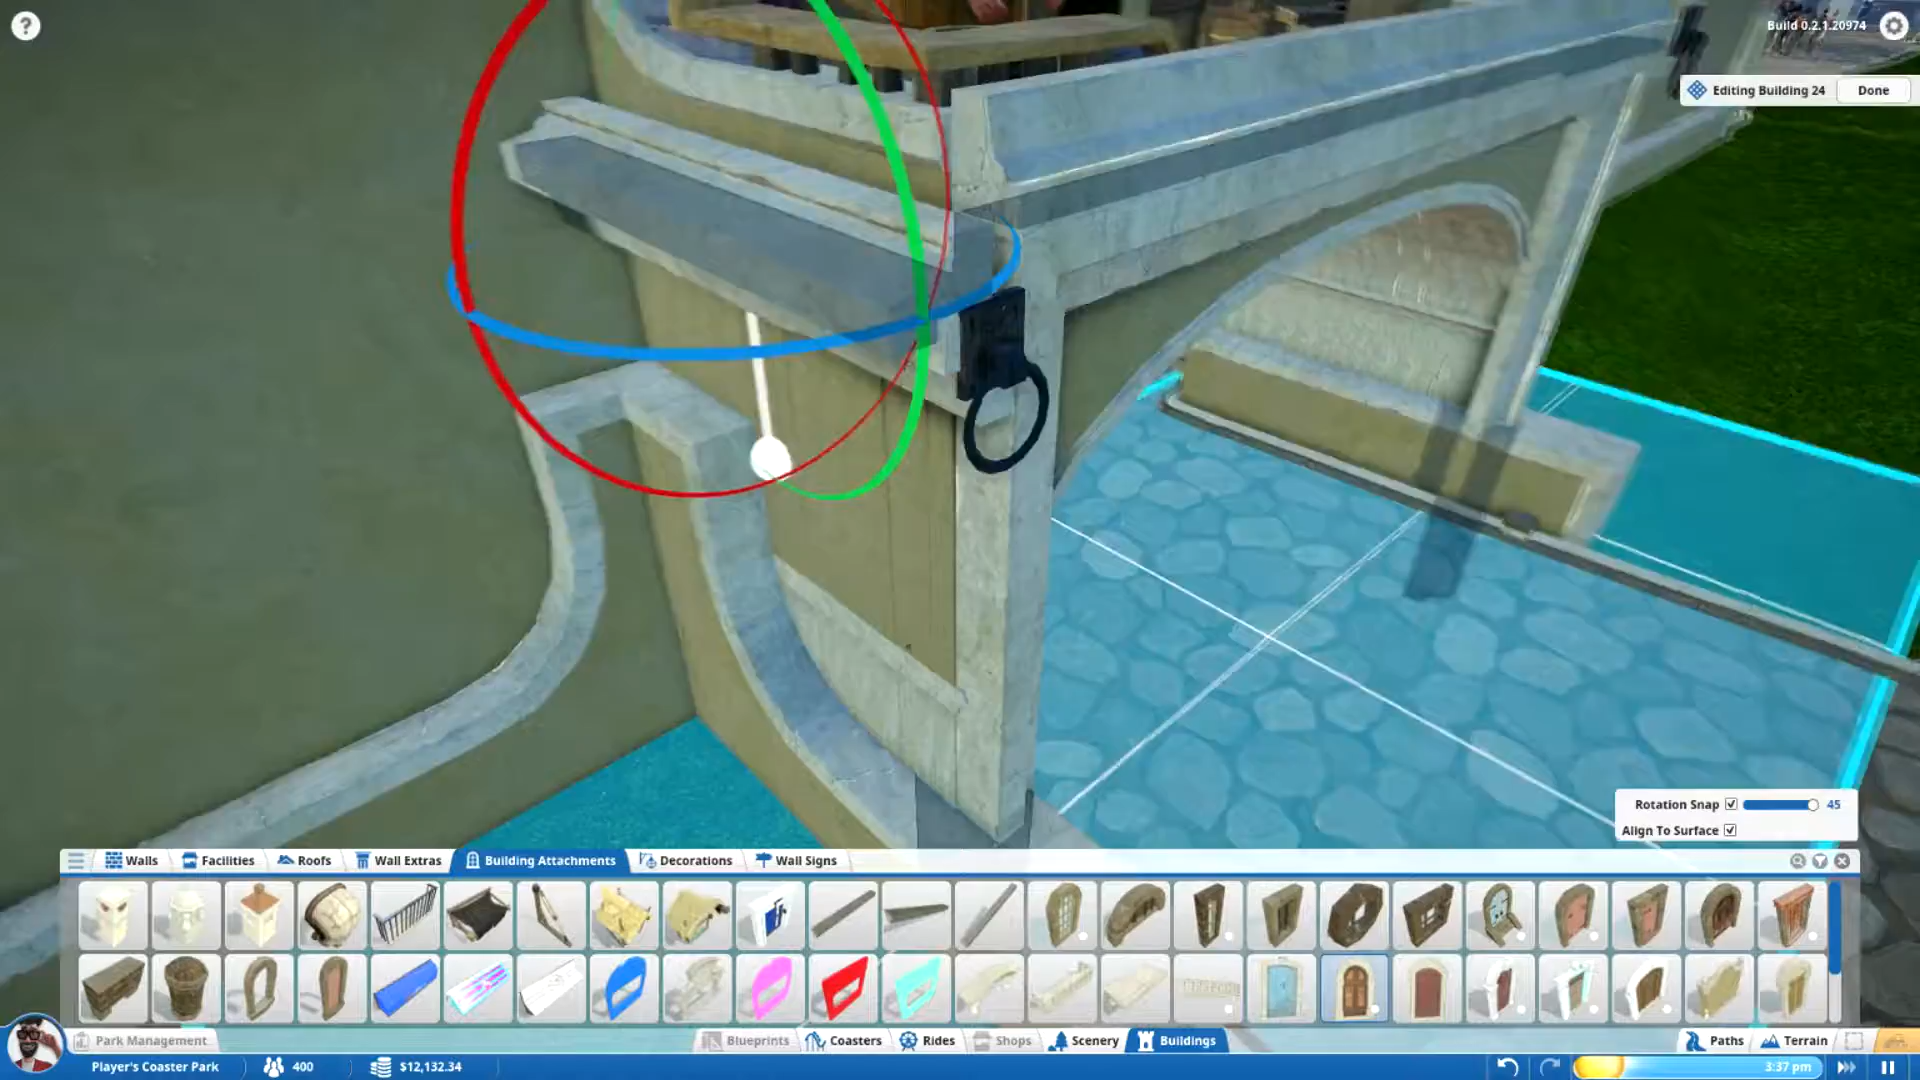 ?
Build 0.2.1.20974
Editing Building 24
Done
Rotation Snap
45
Align To Surface
Walls
Facilities
Roofs
Wall Extras
Building Attachments
Decorations
Wall Signs
Park Management
Blueprints
Coasters
Rides
Shops
Scenery
Buildings
Paths
Terrain
Player's Coaster Park
400
$12,132.34
3:37 pm